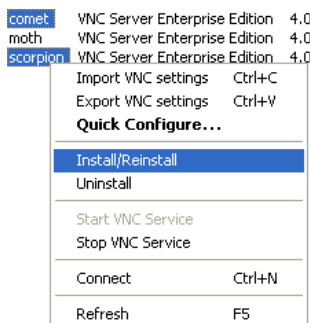 comet VNC Server Enterprise Edition 4.0
moth VNC Server Enterprise Edition 4.0
scorpion VNC Server Enterprise Edition 4.0
Import VNC settings Ctrl+C
Export VNC settings Ctrl+V
Quick Configure...
Install/Reinstall
Uninstall
Start VNC Service
Stop VNC Service
Connect Ctrl+N
Refresh F5